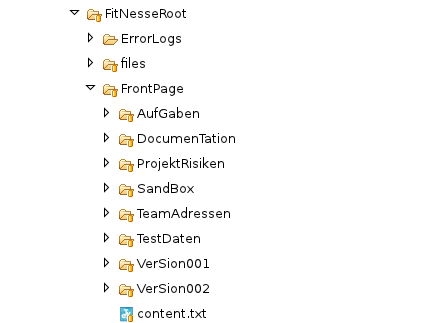 FitNesseRoot
ErrorLogs
files
FrontPage
AufGaben
DocumenTation
ProjektRisiken
SandBox
TeamAdressen
TestDaten
VerSion001
VerSion002
content.txt